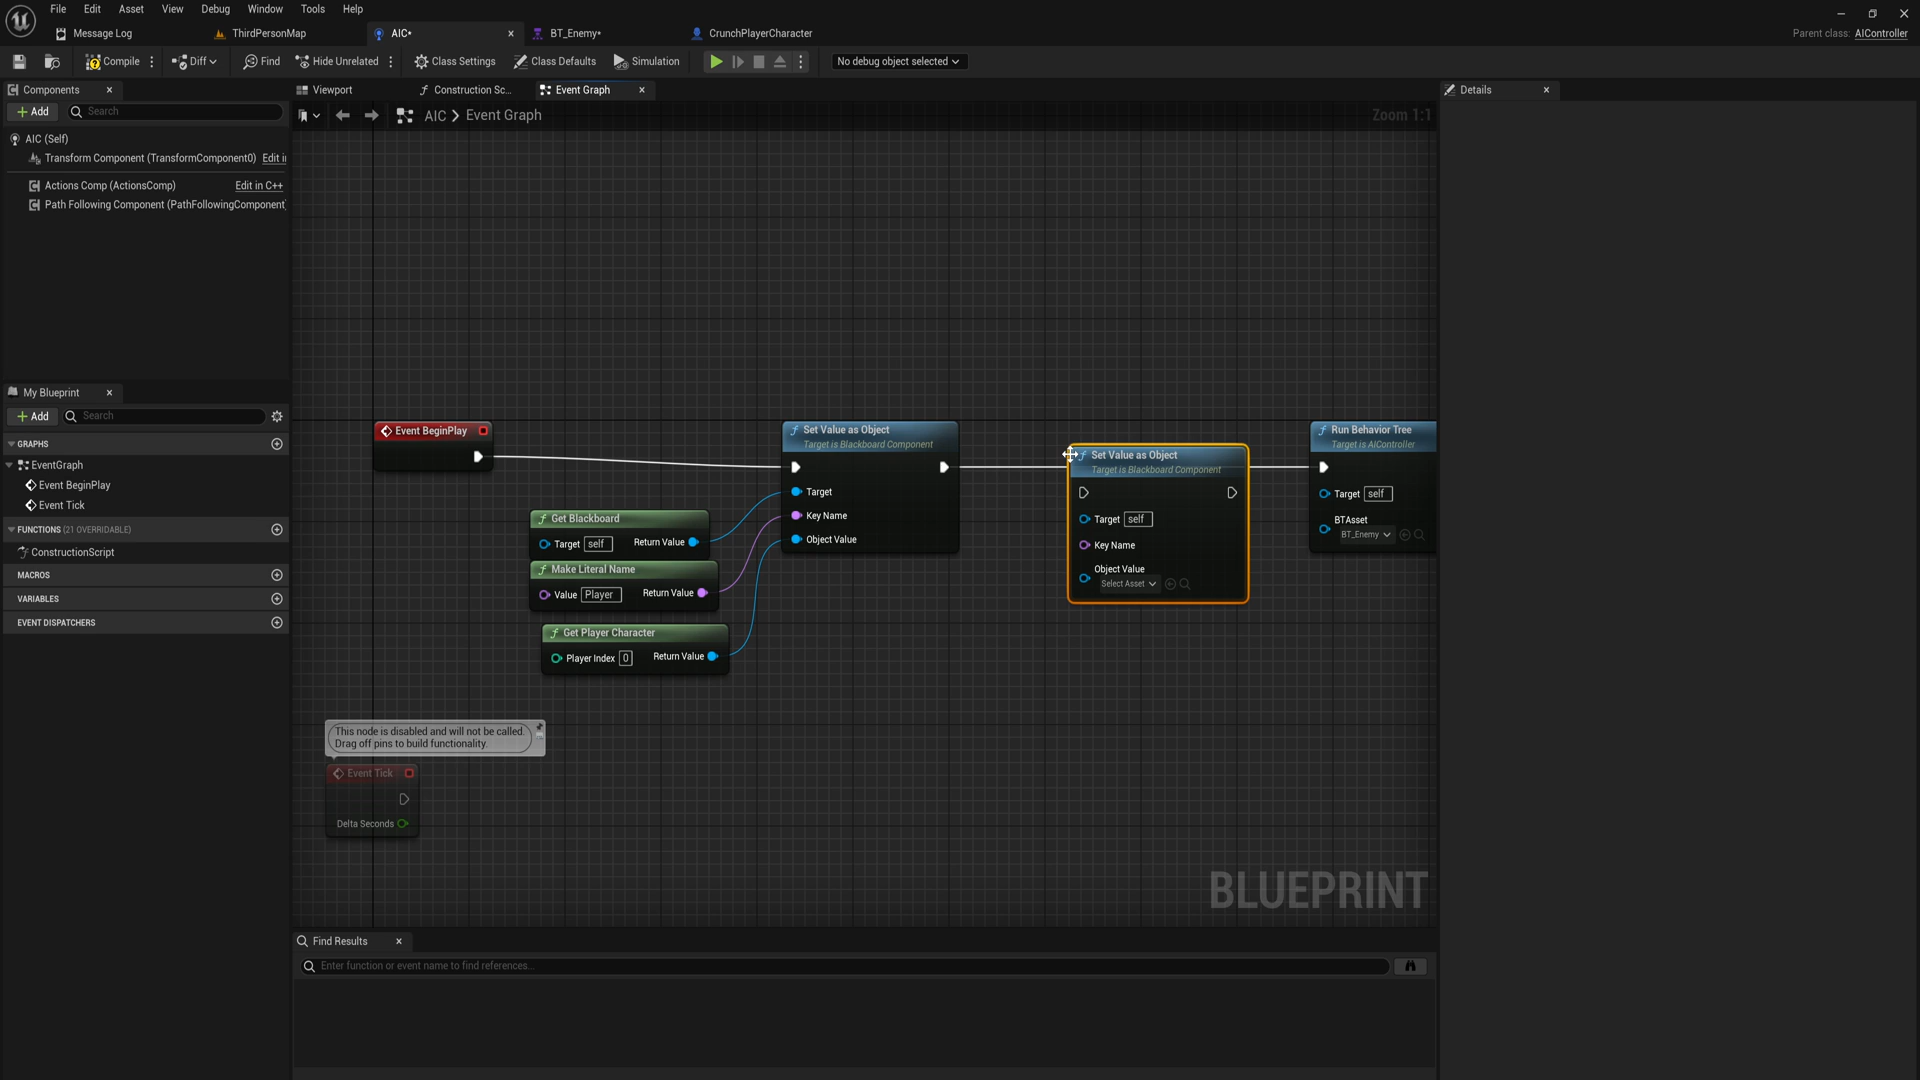 File Edit Asset View Debug Window Tools Help
Message Log
ThirdPersonMap
AIC*
BT_Enemy*
CrunchPlayerCharacter
Parent class: AIController
Compile
Diff
Find
Hide Unrelated
Class Settings
Class Defaults
Simulation
No debug object selected
Components
Add
Search
AIC (Self)
Transform Component (TransformComponent0)
Edit i
Actions Comp (ActionsComp)
Edit in C++
Path Following Component (PathFollowingComponent
My Blueprint
Add
Search
GRAPHS
EventGraph
Event BeginPlay
Event Tick
FUNCTIONS (21 OVERRIDABLE)
ConstructionScript
MACROS
VARIABLES
EVENT DISPATCHERS
Viewport
Construction Sc...
Event Graph
AIC > Event Graph
Zoom 1:1
Event BeginPlay
Get Blackboard
Target self
Return Value
Make Literal Name
Value Player
Return Value
Get Player Character
Player Index 0
Return Value
Set Value as Object
Target is Blackboard Component
Target
Key Name
Object Value
Set Value as Object
Target is Blackboard Component
Target self
Key Name
Object Value
Select Asset
Run Behavior Tree
Target is AIController
Target self
BTAsset
BT_Enemy
This node is disabled and will not be called.
Drag off pins to build functionality.
Event Tick
Delta Seconds
BLUEPRINT
Find Results
Enter function or event name to find references...
Details